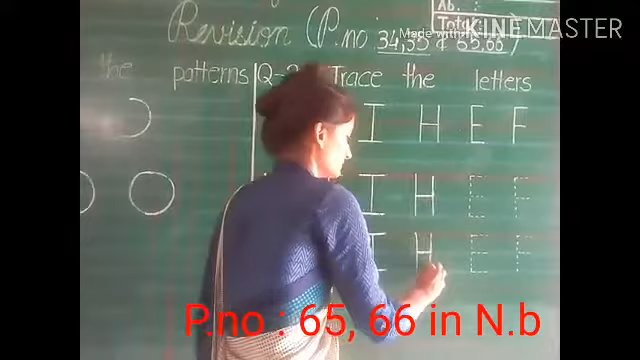 Ab. :
Total :
Made with KINEMASTER
Revision (P.no 34,35 & 65,66)
the patterns
Q-2 Trace the letters
I H E F
I H E F
I H E F
P.no : 65, 66 in N.b